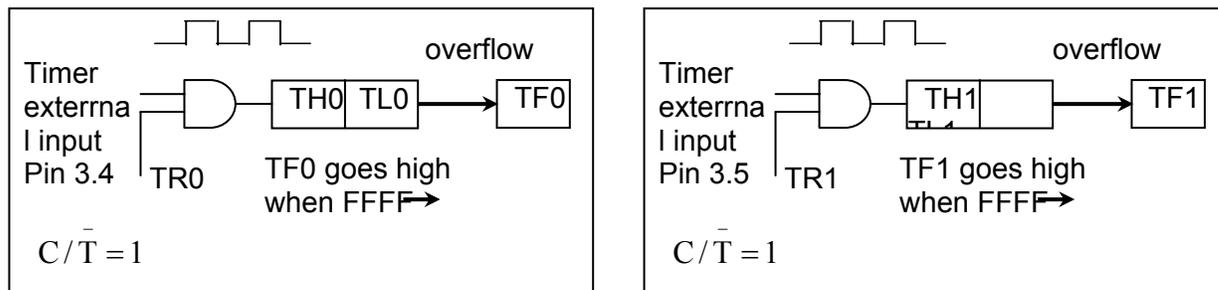 overflow
Timer
externa
l input
Pin 3.4
TH0 TL0
TF0
TR0
TF0 goes high
when FFFF
C/T̄ = 1
overflow
Timer
externa
l input
Pin 3.5
TH1
TL1
TF1
TR1
TF1 goes high
when FFFF
C/T̄ = 1